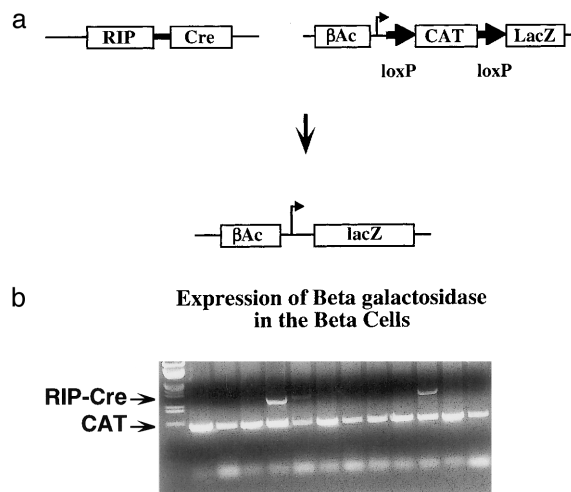 a
RIP Cre βAc CAT LacZ
loxP loxP
βAc lacZ
b
Expression of Beta galactosidase
in the Beta Cells
RIP-Cre
CAT